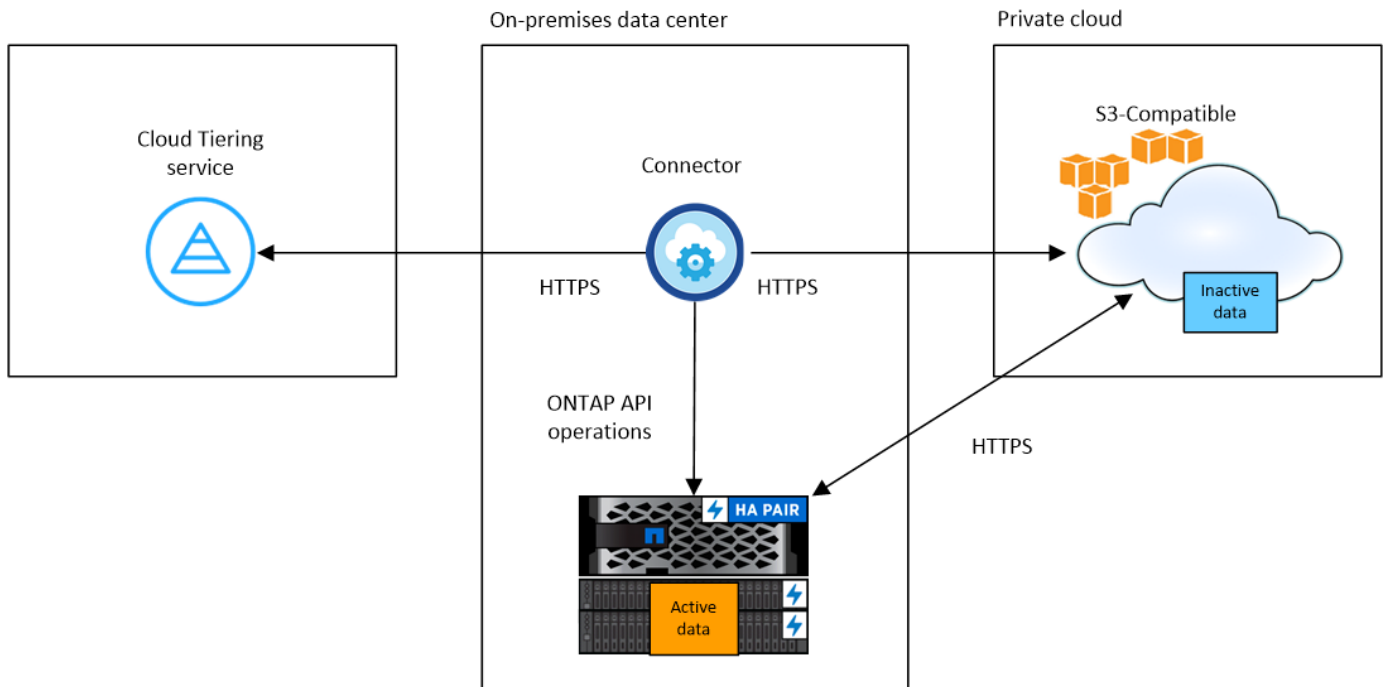 On-premises data center
Private cloud
Cloud Tiering
service
Connector
S3-Compatible
HTTPS
HTTPS
Inactive
data
ONTAP API
operations
HTTPS
HA PAIR
Active
data